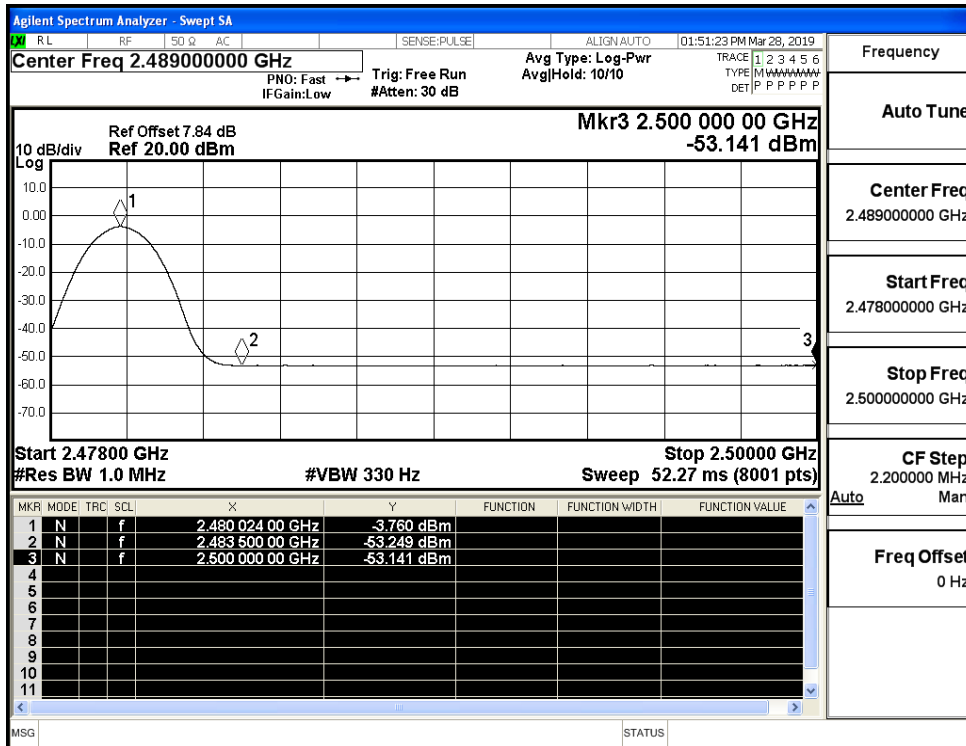 Agilent Spectrum Analyzer - Swept SA
LXI RL RF 50 Ω AC SENSE:PULSE ALIGN AUTO 01:51:23 PM Mar 28, 2019
Center Freq 2.489000000 GHz
PNO: Fast
IFGain:Low
Trig: Free Run
#Atten: 30 dB
Avg Type: Log-Pwr
Avg|Hold: 10/10
TRACE 1 2 3 4 5 6
TYPE M WWWWW
DET P P P P P P
Ref Offset 7.84 dB
10 dB/div Ref 20.00 dBm
Log
Mkr3 2.500 000 00 GHz
-53.141 dBm
10.0
0.00
-10.0
-20.0
-30.0
-40.0
-50.0
-60.0
-70.0
1
2
3
Start 2.47800 GHz Stop 2.50000 GHz
#Res BW 1.0 MHz #VBW 330 Hz Sweep 52.27 ms (8001 pts)
MKR MODE TRC SCL X Y FUNCTION FUNCTION WIDTH FUNCTION VALUE
1 N f 2.480 024 00 GHz -3.760 dBm
2 N f 2.483 500 00 GHz -53.249 dBm
3 N f 2.500 000 00 GHz -53.141 dBm
4
5
6
7
8
9
10
11
MSG STATUS
Frequency
Auto Tune
Center Freq
2.489000000 GHz
Start Freq
2.478000000 GHz
Stop Freq
2.500000000 GHz
CF Step
2.200000 MHz
Auto Man
Freq Offset
0 Hz